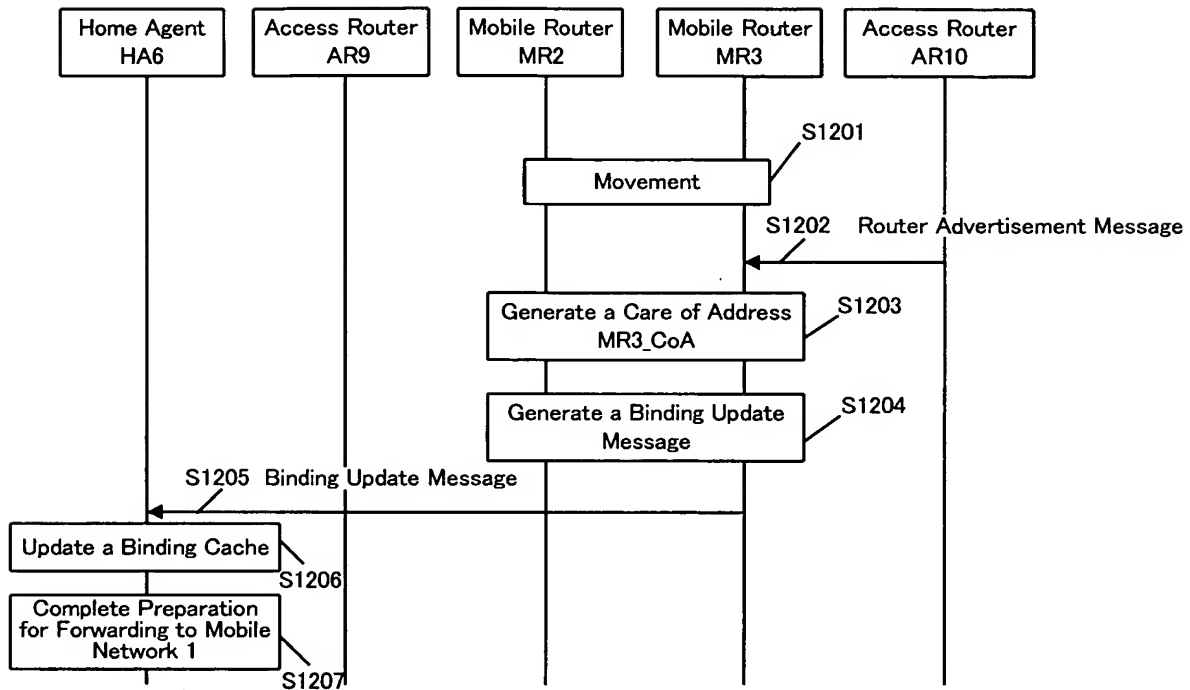 Home Agent
HA6
Access Router
AR9
Mobile Router
MR2
Mobile Router
MR3
Access Router
AR10
S1201
Movement
S1202 Router Advertisement Message
Generate a Care of Address
MR3_CoA
S1203
Generate a Binding Update
Message
S1204
S1205 Binding Update Message
Update a Binding Cache
S1206
Complete Preparation
for Forwarding to Mobile
Network 1
S1207